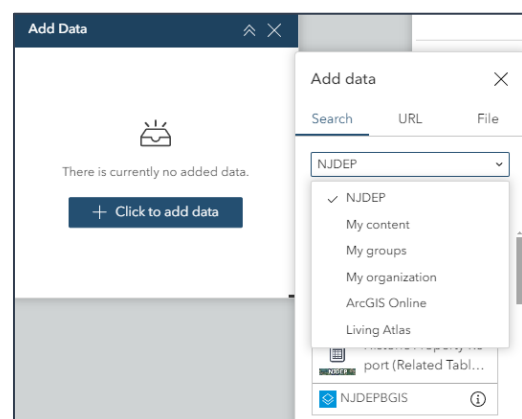 Add Data
There is currently no added data.
Click to add data
Add data
Search URL File
NJDEP
NJDEP
My content
My groups
My organization
ArcGIS Online
Living Atlas
port (Related Tabl...
NJDEPBGIS